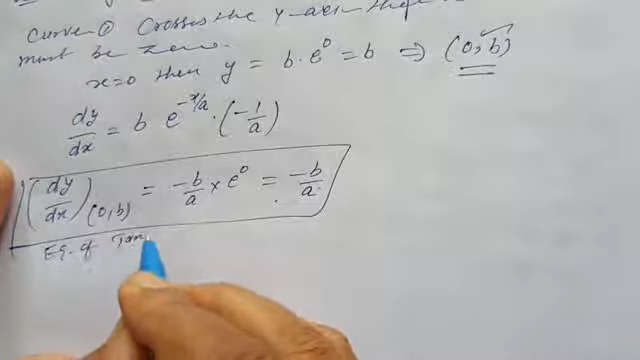 curve ① crosses the y-axis
must be zero.
x=0 then y = b·e⁰ = b ⇒ (0,b)
dy/dx = b e^(-x/a) · (-1/a)
(dy/dx)(0,b) = -b/a × e⁰ = -b/a.
Eq. of Tan